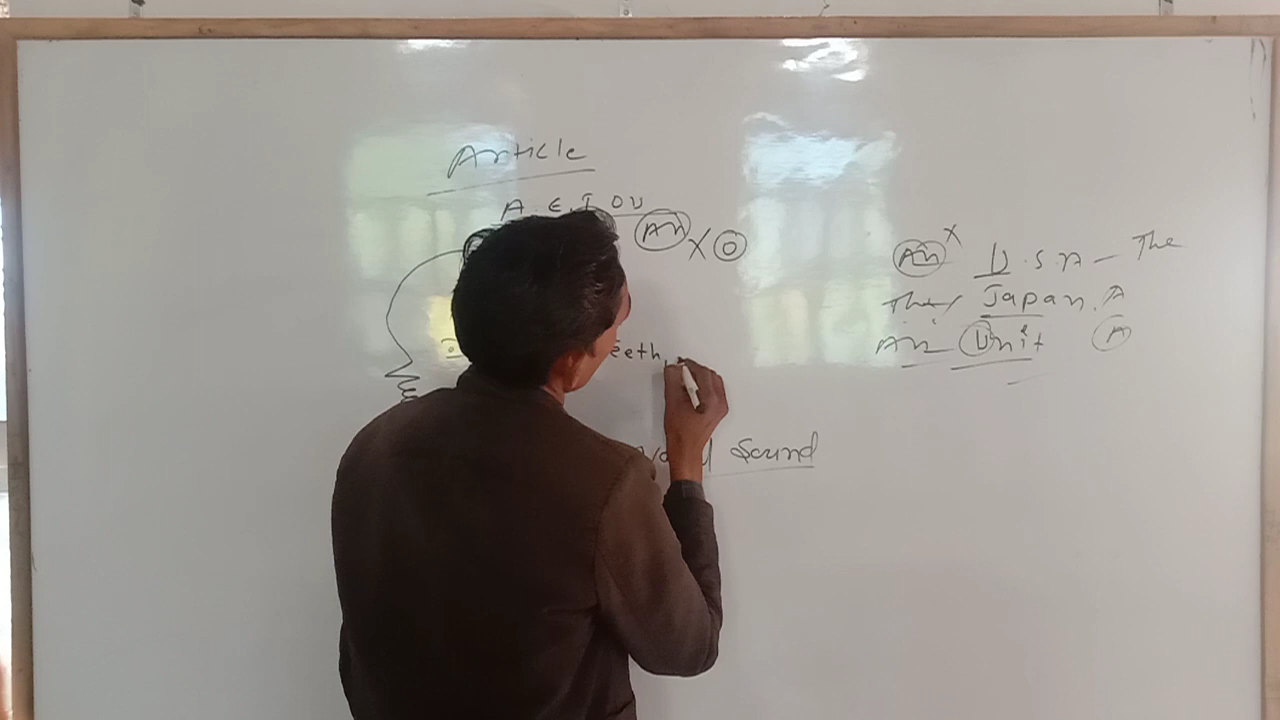 Article
A E I O U
An X O
An X U.S.A - The
The Japan. A
An Unit A
eeth,
Sound